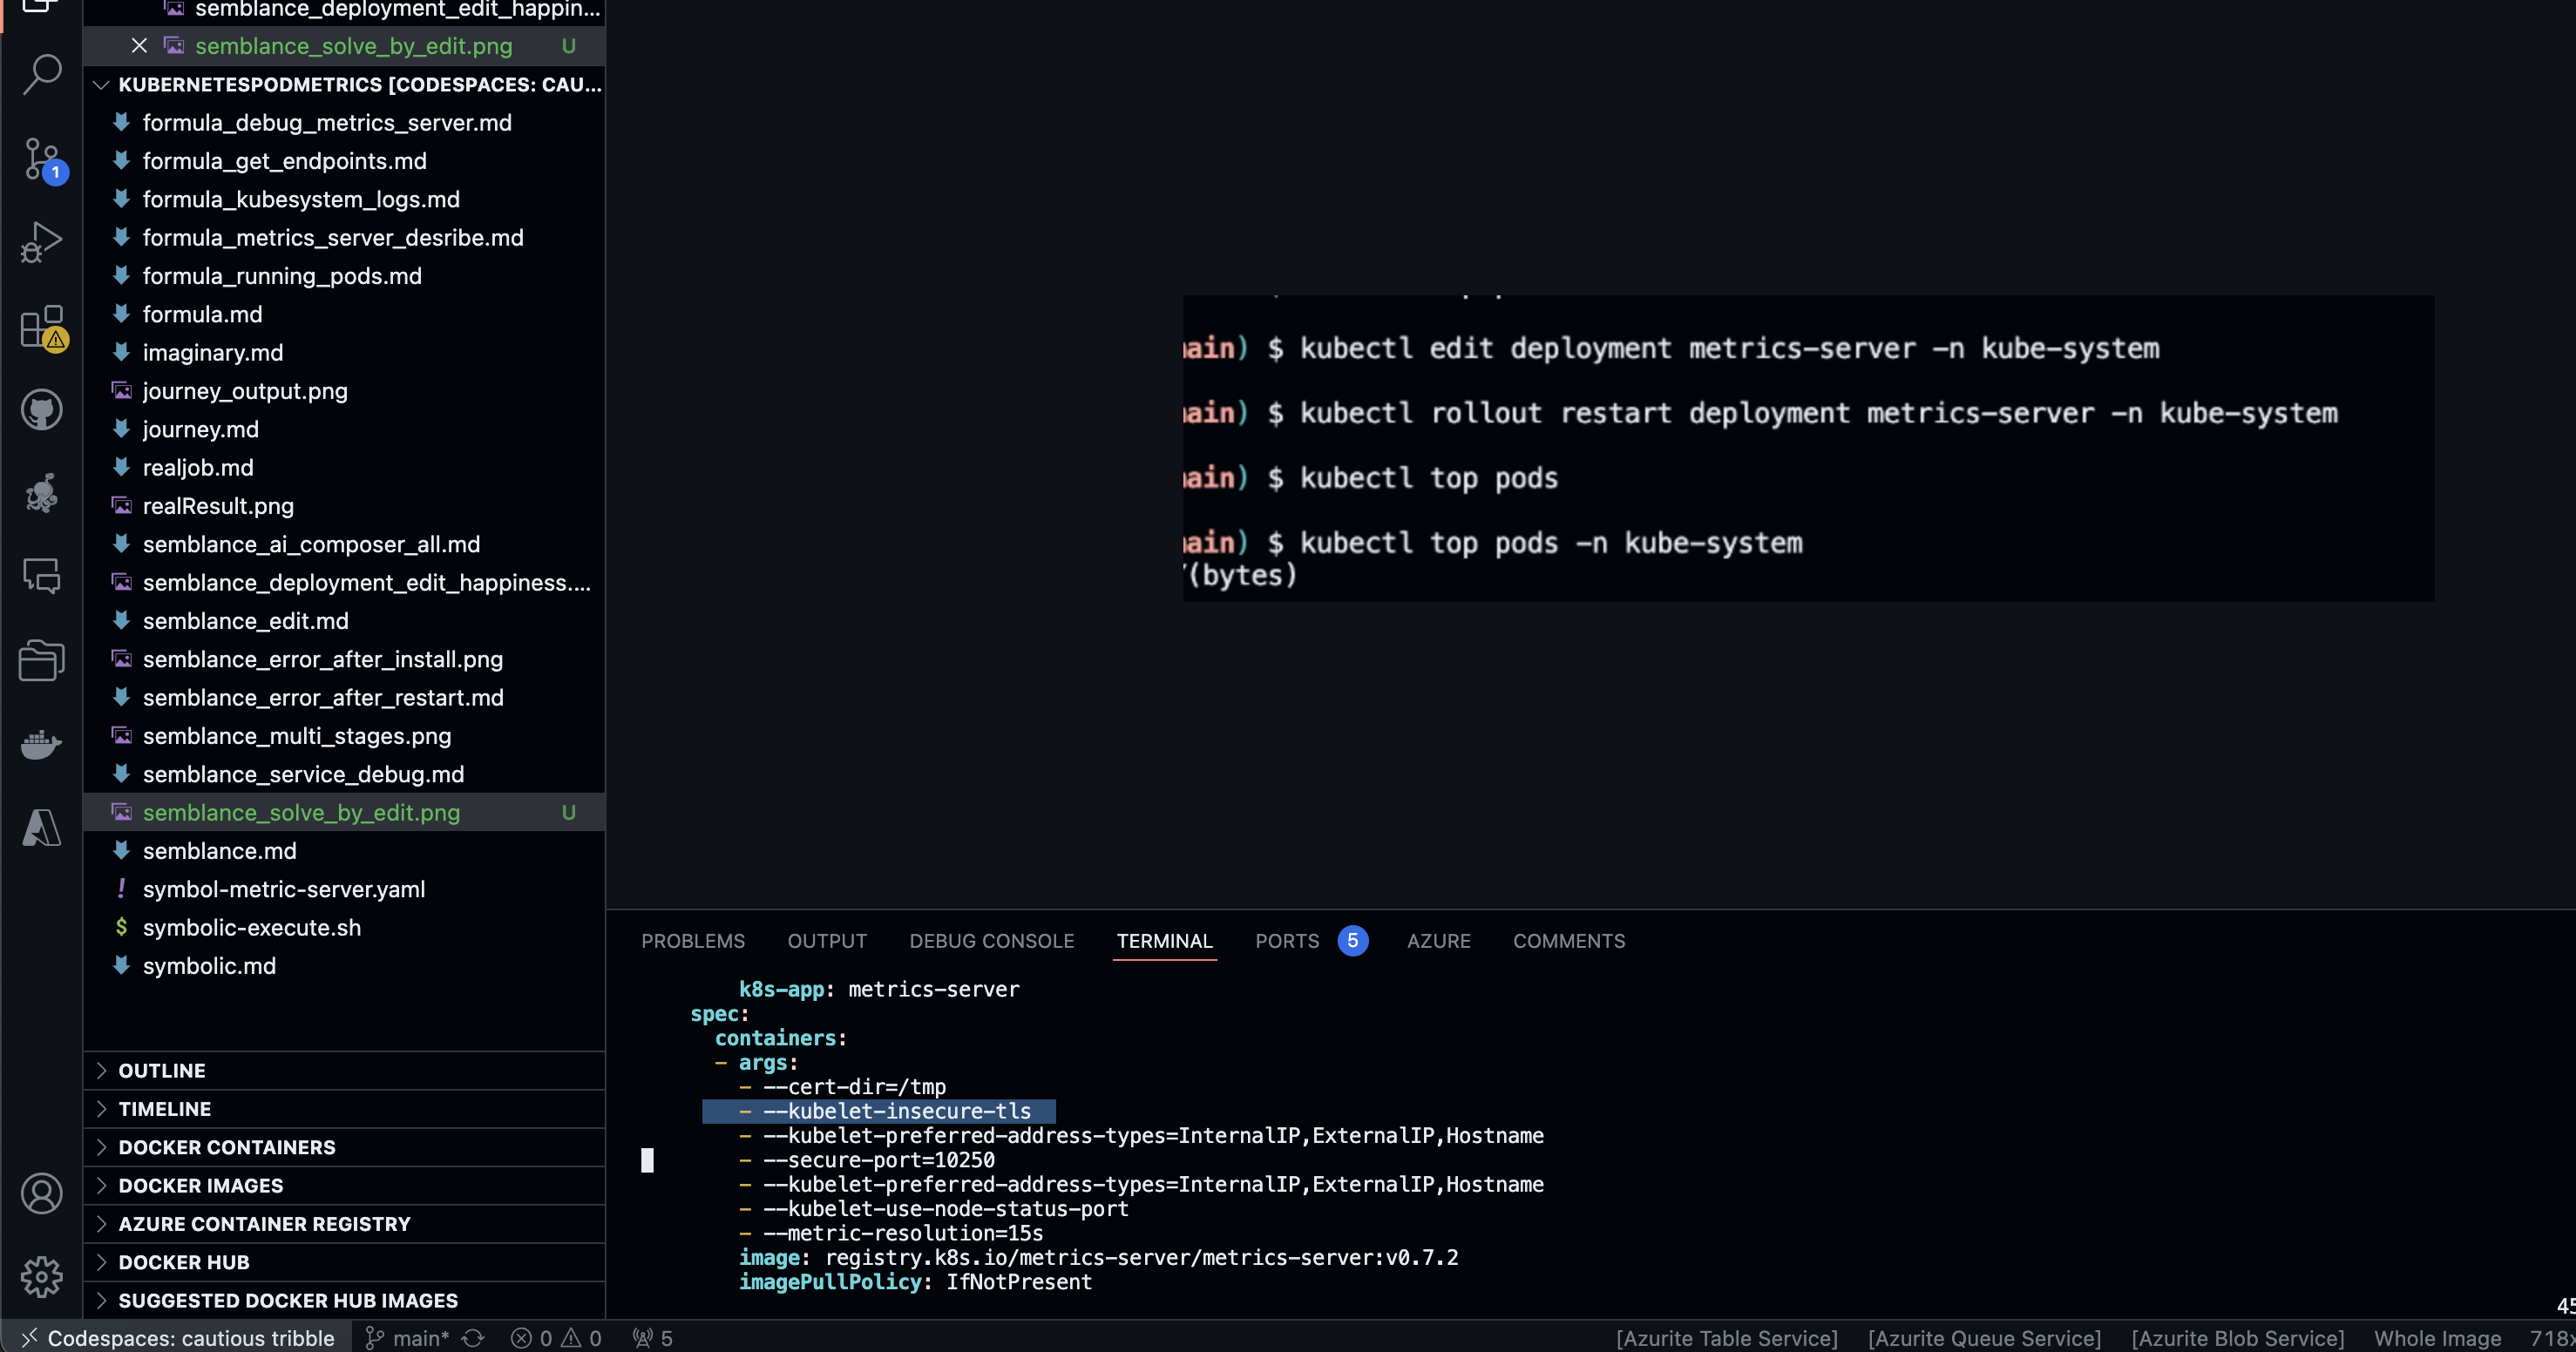 semblance_deployment_edit_happin...
semblance_solve_by_edit.png U
KUBERNETESPODMETRICS [CODESPACES: CAU...
formula_debug_metrics_server.md
formula_get_endpoints.md
formula_kubesystem_logs.md
formula_metrics_server_desribe.md
formula_running_pods.md
formula.md
imaginary.md
journey_output.png
journey.md
realjob.md
realResult.png
semblance_ai_composer_all.md
semblance_deployment_edit_happiness....
semblance_edit.md
semblance_error_after_install.png
semblance_error_after_restart.md
semblance_multi_stages.png
semblance_service_debug.md
semblance_solve_by_edit.png U
semblance.md
! symbol-metric-server.yaml
$ symbolic-execute.sh
symbolic.md
OUTLINE
TIMELINE
DOCKER CONTAINERS
DOCKER IMAGES
AZURE CONTAINER REGISTRY
DOCKER HUB
SUGGESTED DOCKER HUB IMAGES
1
ain) $ kubectl edit deployment metrics-server -n kube-system
ain) $ kubectl rollout restart deployment metrics-server -n kube-system
ain) $ kubectl top pods
ain) $ kubectl top pods -n kube-system
(bytes)
PROBLEMS OUTPUT DEBUG CONSOLE TERMINAL PORTS 5 AZURE COMMENTS
k8s-app: metrics-server
spec:
containers:
- args:
- --cert-dir=/tmp
- --kubelet-insecure-tls
- --kubelet-preferred-address-types=InternalIP,ExternalIP,Hostname
- --secure-port=10250
- --kubelet-preferred-address-types=InternalIP,ExternalIP,Hostname
- --kubelet-use-node-status-port
- --metric-resolution=15s
image: registry.k8s.io/metrics-server/metrics-server:v0.7.2
imagePullPolicy: IfNotPresent
45
Codespaces: cautious tribble main* 0 0 5 [Azurite Table Service] [Azurite Queue Service] [Azurite Blob Service] Whole Image 718x